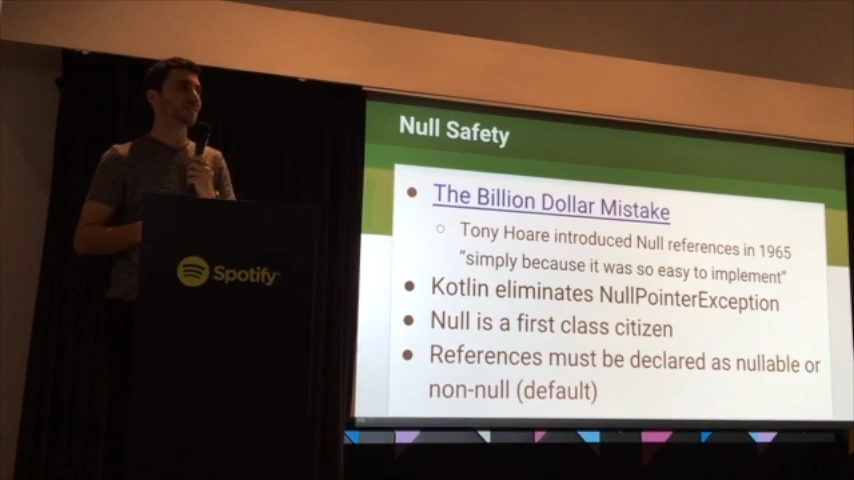 Null Safety
The Billion Dollar Mistake
Tony Hoare introduced Null references in 1965
“simply because it was so easy to implement”
Kotlin eliminates NullPointerException
Null is a first class citizen
References must be declared as nullable or
non-null (default)
Spotify